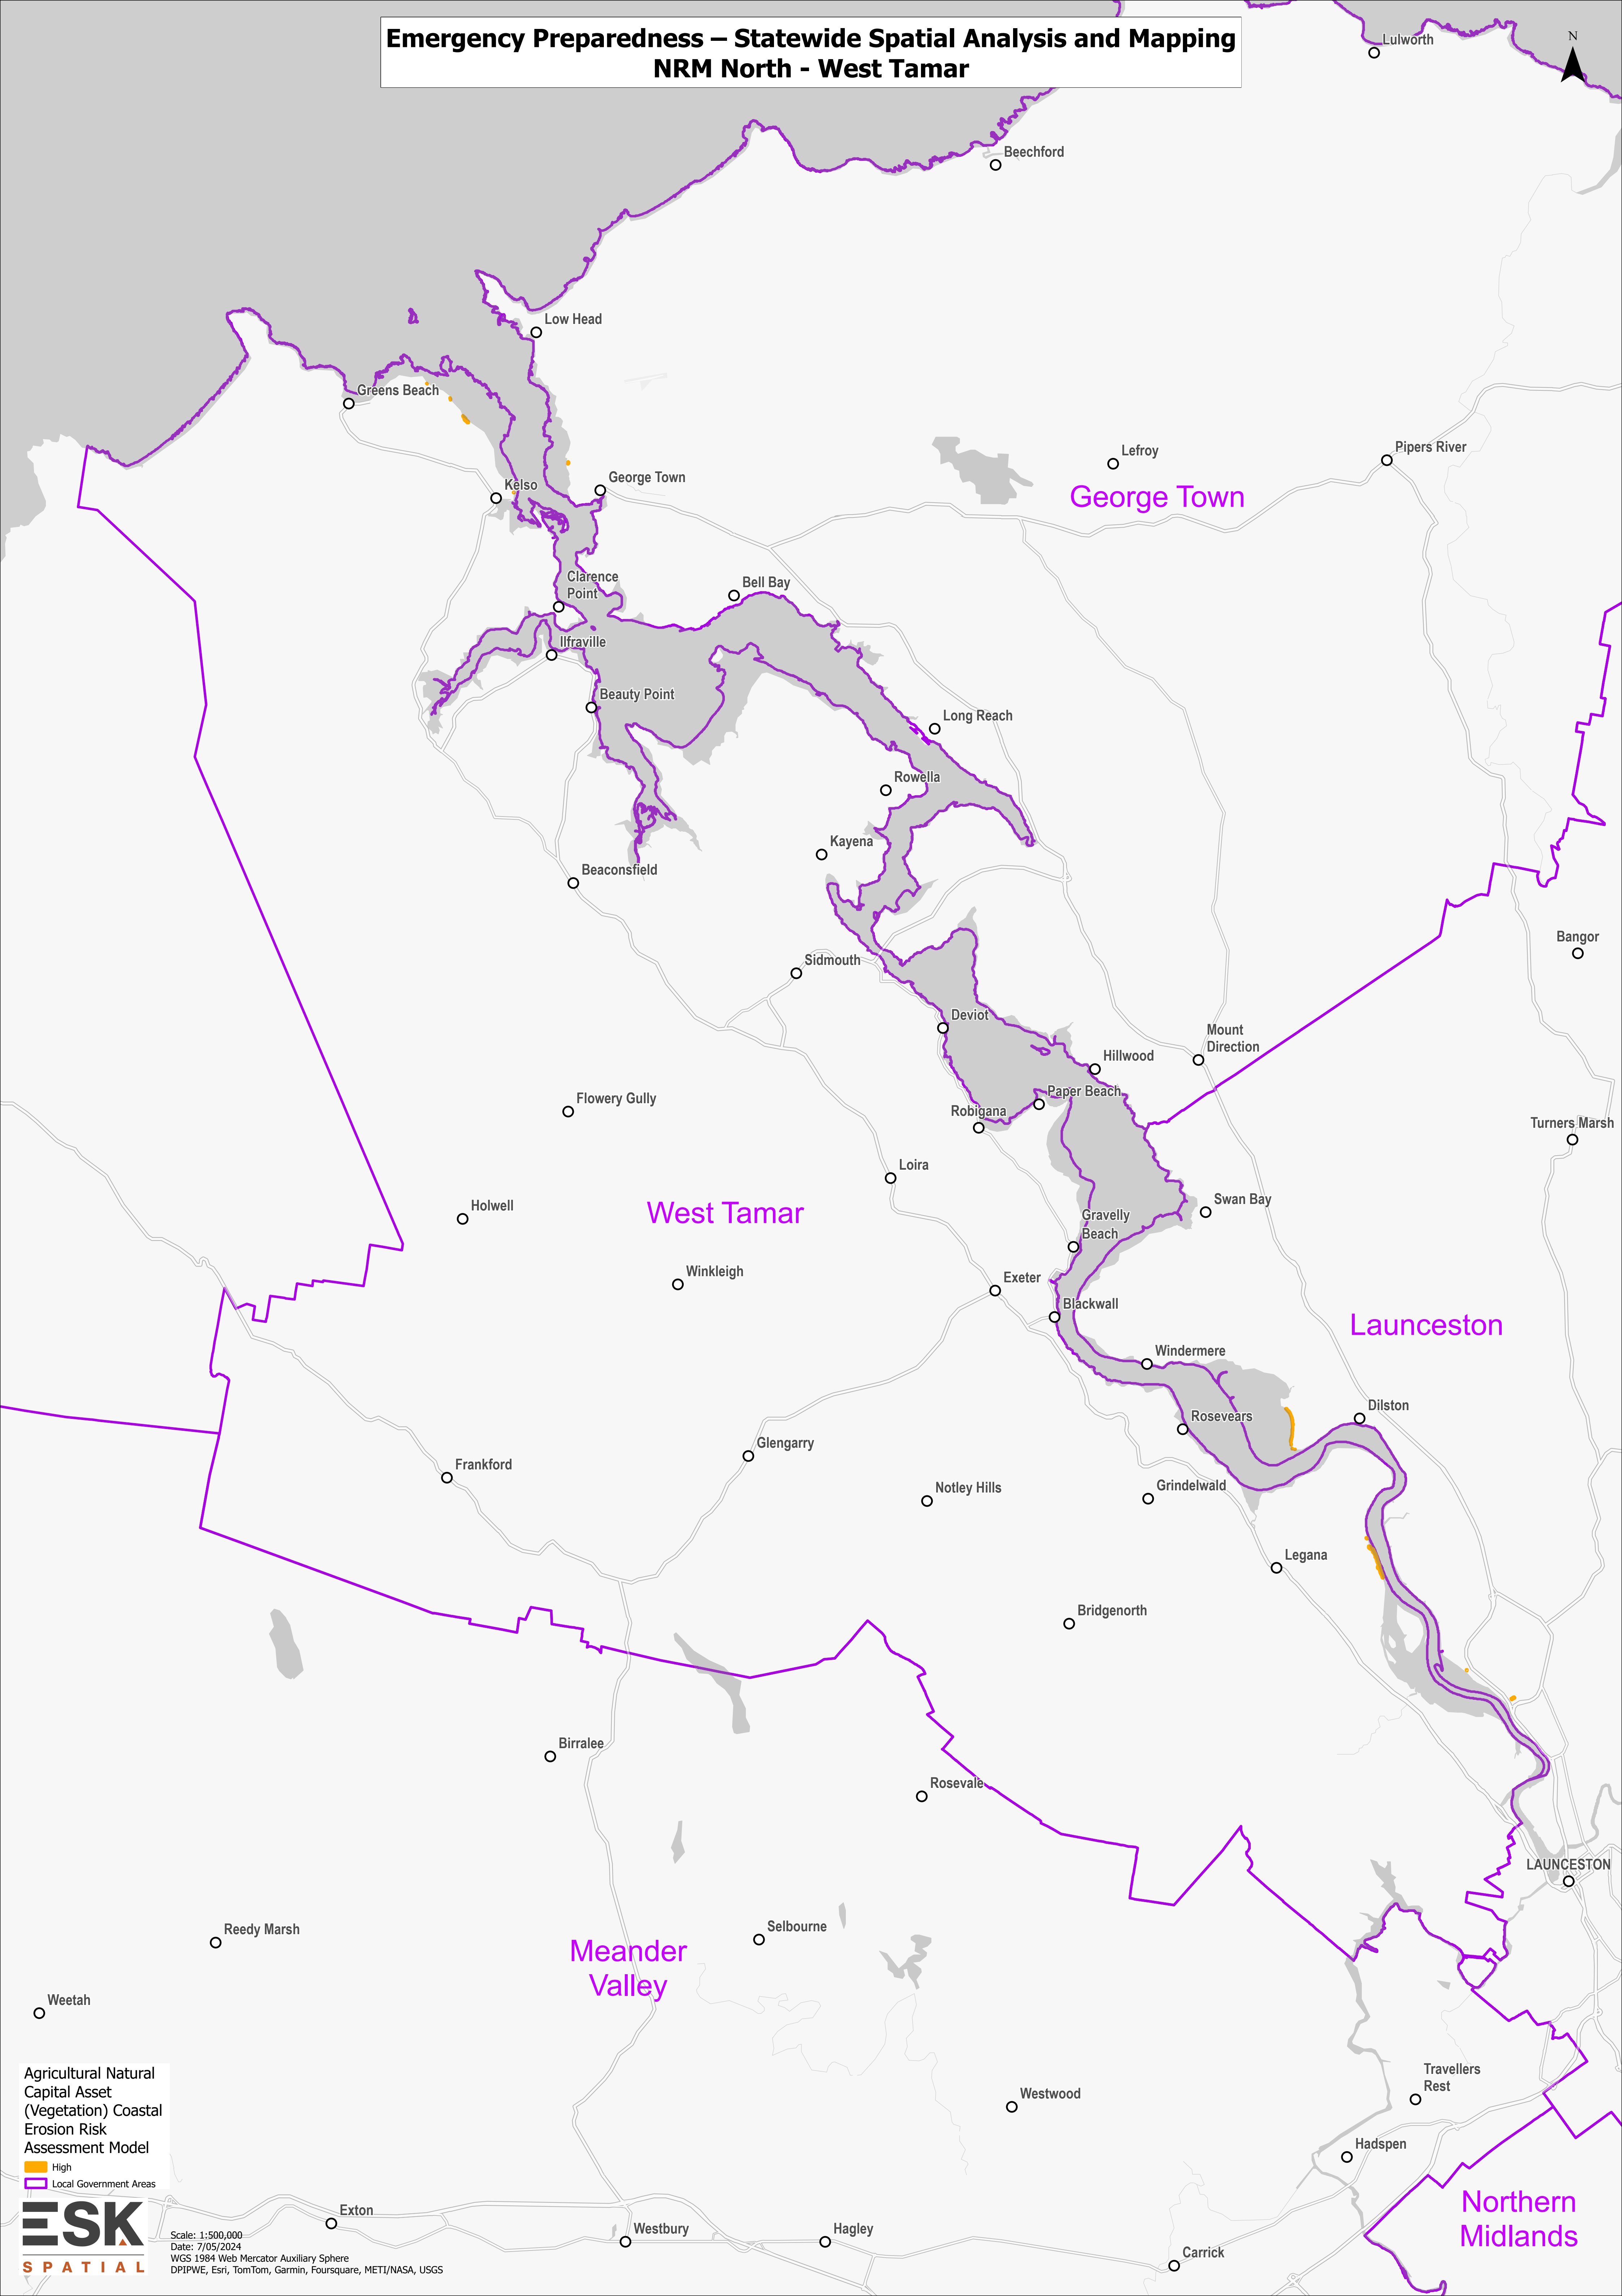 Emergency Preparedness – Statewide Spatial Analysis and Mapping
NRM North - West Tamar
N
Lulworth
Beechford
Low Head
Greens Beach
Lefroy
Pipers River
George Town
Kelso
George Town
Clarence
Point
Bell Bay
Ilfraville
Beauty Point
Long Reach
Rowella
Kayena
Beaconsfield
Bangor
Sidmouth
Deviot
Mount
Direction
Hillwood
Paper Beach
Flowery Gully
Robigana
Turners Marsh
Loira
Holwell
West Tamar
Swan Bay
Gravelly
Beach
Winkleigh
Exeter
Blackwall
Launceston
Windermere
Dilston
Rosevears
Glengarry
Frankford
Notley Hills
Grindelwald
Legana
Bridgenorth
Birralee
Rosevale
LAUNCESTON
Reedy Marsh
Selbourne
Meander
Valley
Weetah
Travellers
Rest
Westwood
Hadspen
Agricultural Natural
Capital Asset
(Vegetation) Coastal
Erosion Risk
Assessment Model
High
Local Government Areas
Northern
Midlands
Exton
Westbury
Hagley
Carrick
ESK
SPATIAL
Scale: 1:500,000
Date: 7/05/2024
WGS 1984 Web Mercator Auxiliary Sphere
DPIPWE, Esri, TomTom, Garmin, Foursquare, METI/NASA, USGS